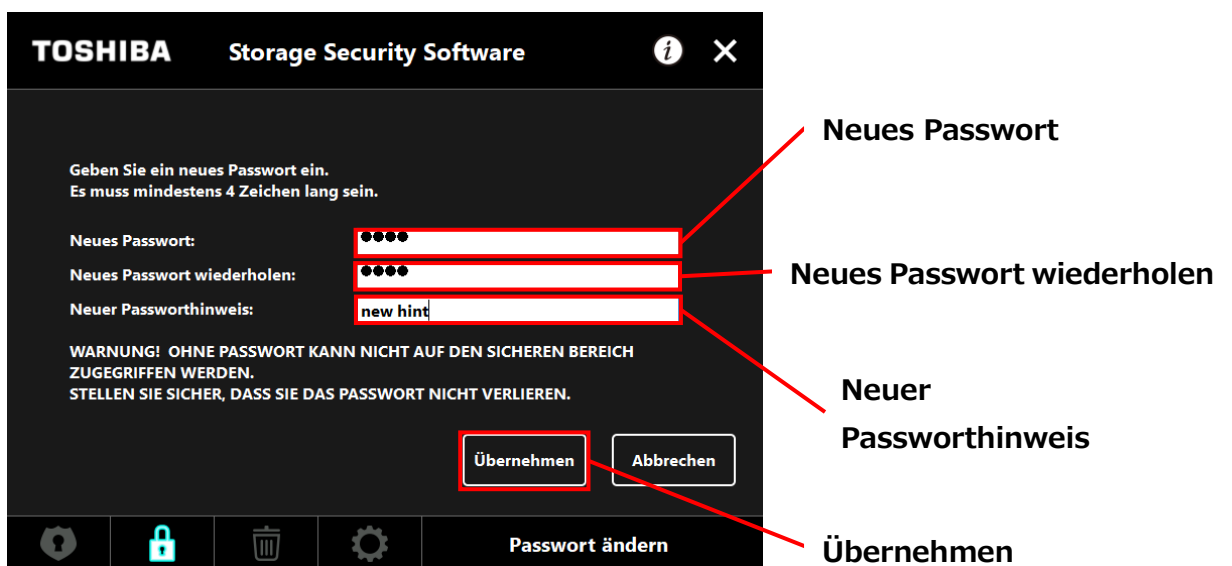 TOSHIBA Storage Security Software
Geben Sie ein neues Passwort ein.
Es muss mindestens 4 Zeichen lang sein.
Neues Passwort: ●●●●
Neues Passwort wiederholen: ●●●●
Neuer Passworthinweis: new hint
WARNUNG! OHNE PASSWORT KANN NICHT AUF DEN SICHEREN BEREICH
ZUGEGRIFFEN WERDEN.
STELLEN SIE SICHER, DASS SIE DAS PASSWORT NICHT VERLIEREN.
Übernehmen Abbrechen
Passwort ändern
Neues Passwort
Neues Passwort wiederholen
Neuer
Passworthinweis
Übernehmen